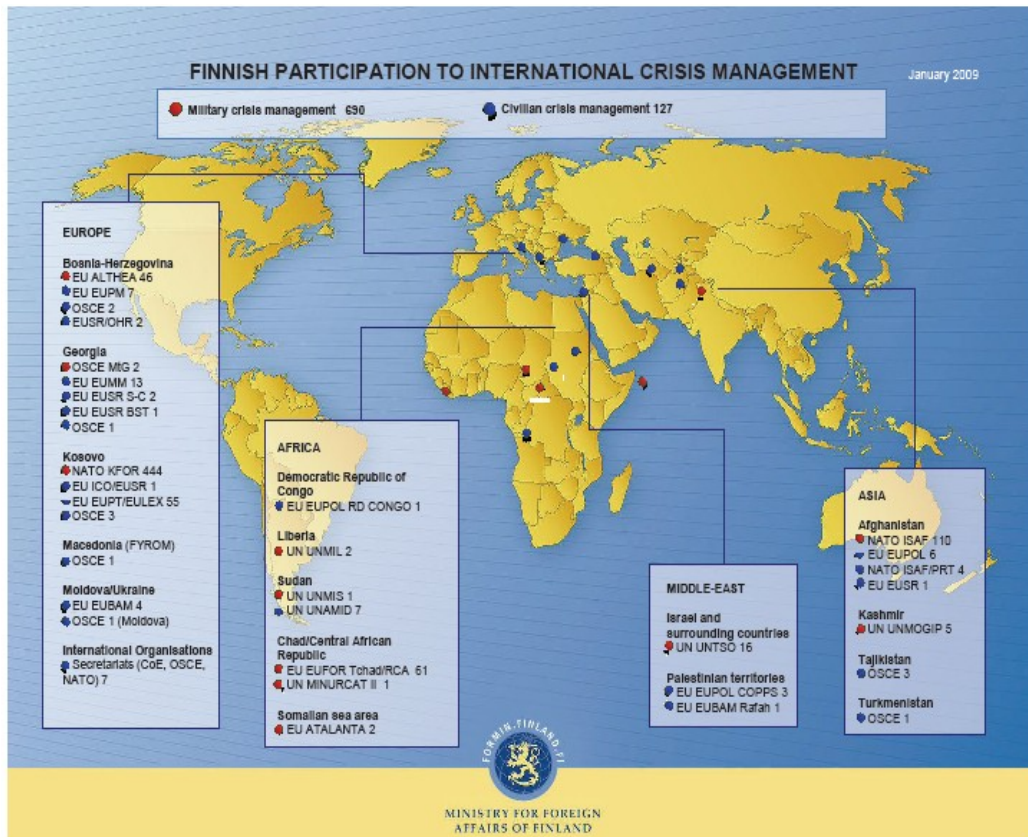 FINNISH PARTICIPATION TO INTERNATIONAL CRISIS MANAGEMENT
January 2009
Military crisis management 690
Civilian crisis management 127
EUROPE
Bosnia-Herzegovina
EU ALTHEA 46
EU EUPM 7
OSCE 2
EUSR/OHR 2
Georgia
OSCE MtG 2
EU EUMM 13
EU EUSR S-C 2
EU EUSR BST 1
OSCE 1
Kosovo
NATO KFOR 444
EU ICO/EUSR 1
EU EUPT/EULEX 55
OSCE 3
Macedonia (FYROM)
OSCE 1
Moldova/Ukraine
EU EUBAM 4
OSCE 1 (Moldova)
International Organisations
Secretariats (CoE, OSCE,
NATO) 7
AFRICA
Democratic Republic of
Congo
EU EUPOL RD CONGO 1
Liberia
UN UNMIL 2
Sudan
UN UNMIS 1
UN UNAMID 7
Chad/Central African
Republic
EU EUFOR Tchad/RCA 61
UN MINURCAT II 1
Somalian sea area
EU ATALANTA 2
MIDDLE-EAST
Israel and
surrounding countries
UN UNTSO 16
Palestinian territories
EU EUPOL COPPS 3
EU EUBAM Rafah 1
ASIA
Afghanistan
NATO ISAF 110
EU EUPOL 6
NATO ISAF/PRT 4
EU EUSR 1
Kashmir
UN UNMOGIP 5
Tajikistan
OSCE 3
Turkmenistan
OSCE 1
FORMIN.FINLAND.FI
MINISTRY FOR FOREIGN
AFFAIRS OF FINLAND